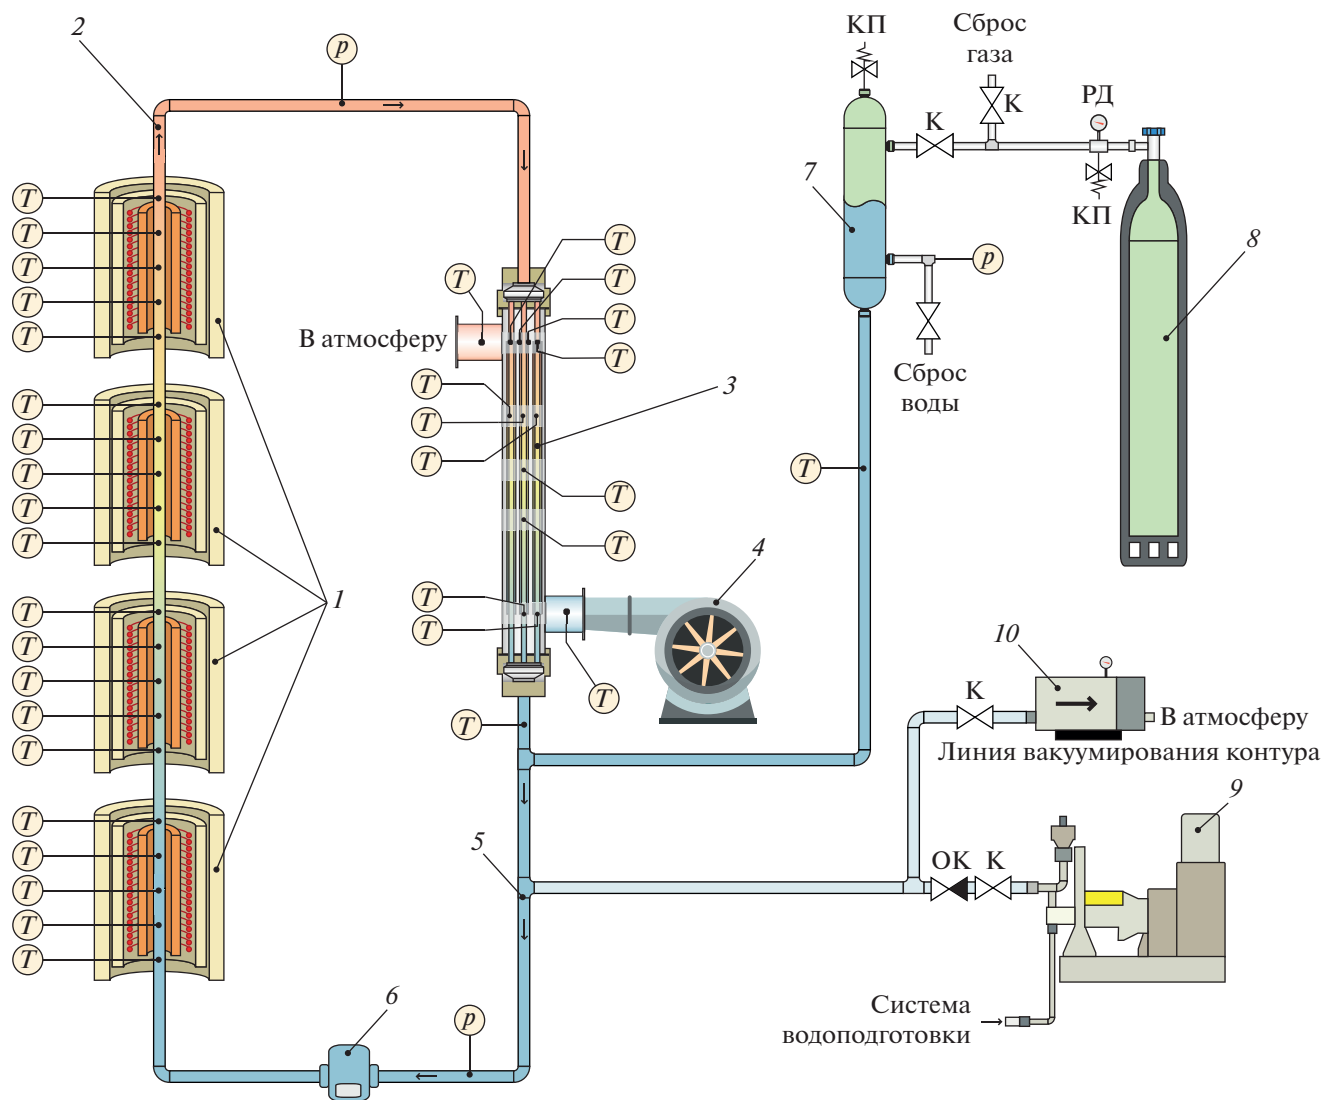 2
p
КП
Сброс
газа
К
РД
К
КП
7
8
p
T
T
T
T
T
T
T
T
T
T
В атмосферу
T
T
T
Сброс
воды
3
T
T
T
T
T
T
T
T
T
T
T
4
T
T
1
T
T
T
T
T
T
T
10
К
В атмосферу
Линия вакуумирования контура
T
T
T
9
5
ОК
К
T
T
T
T
6
p
Система
водоподготовки